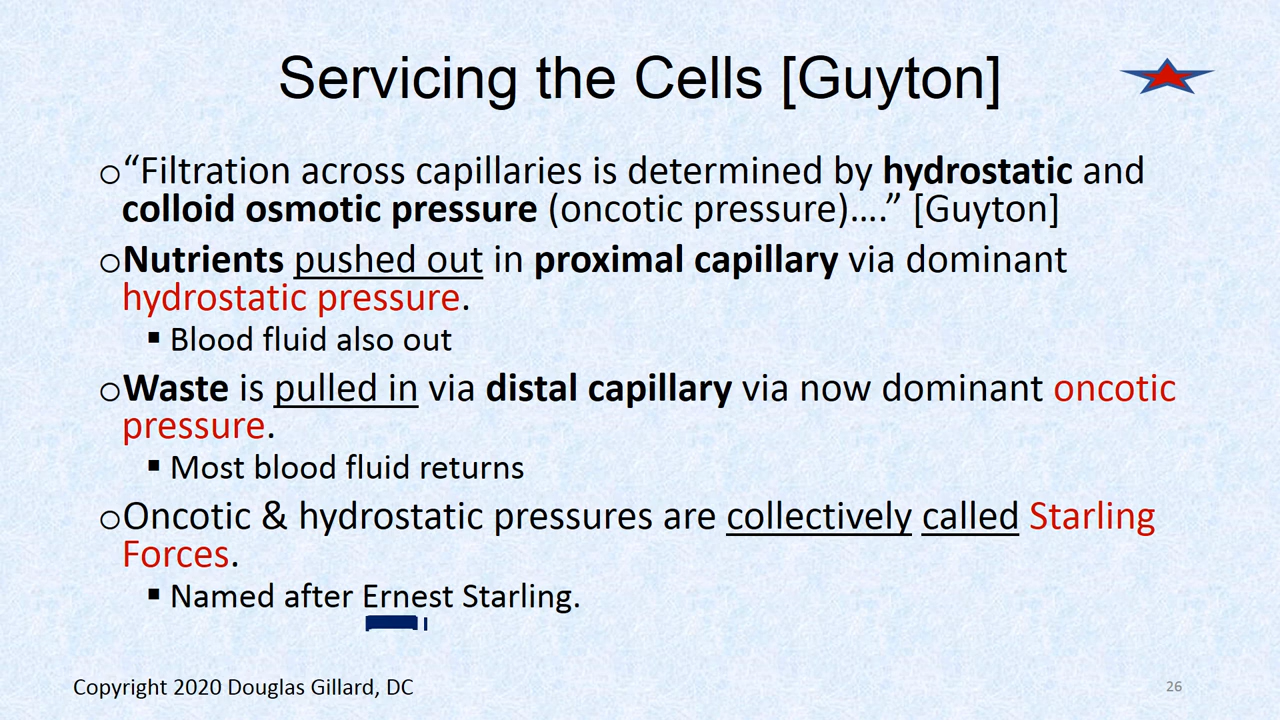 Servicing the Cells [Guyton]
“Filtration across capillaries is determined by hydrostatic and
colloid osmotic pressure (oncotic pressure)….” [Guyton]
Nutrients pushed out in proximal capillary via dominant
hydrostatic pressure.
Blood fluid also out
Waste is pulled in via distal capillary via now dominant oncotic
pressure.
Most blood fluid returns
Oncotic & hydrostatic pressures are collectively called Starling
Forces.
Named after Ernest Starling.
Copyright 2020 Douglas Gillard, DC
26